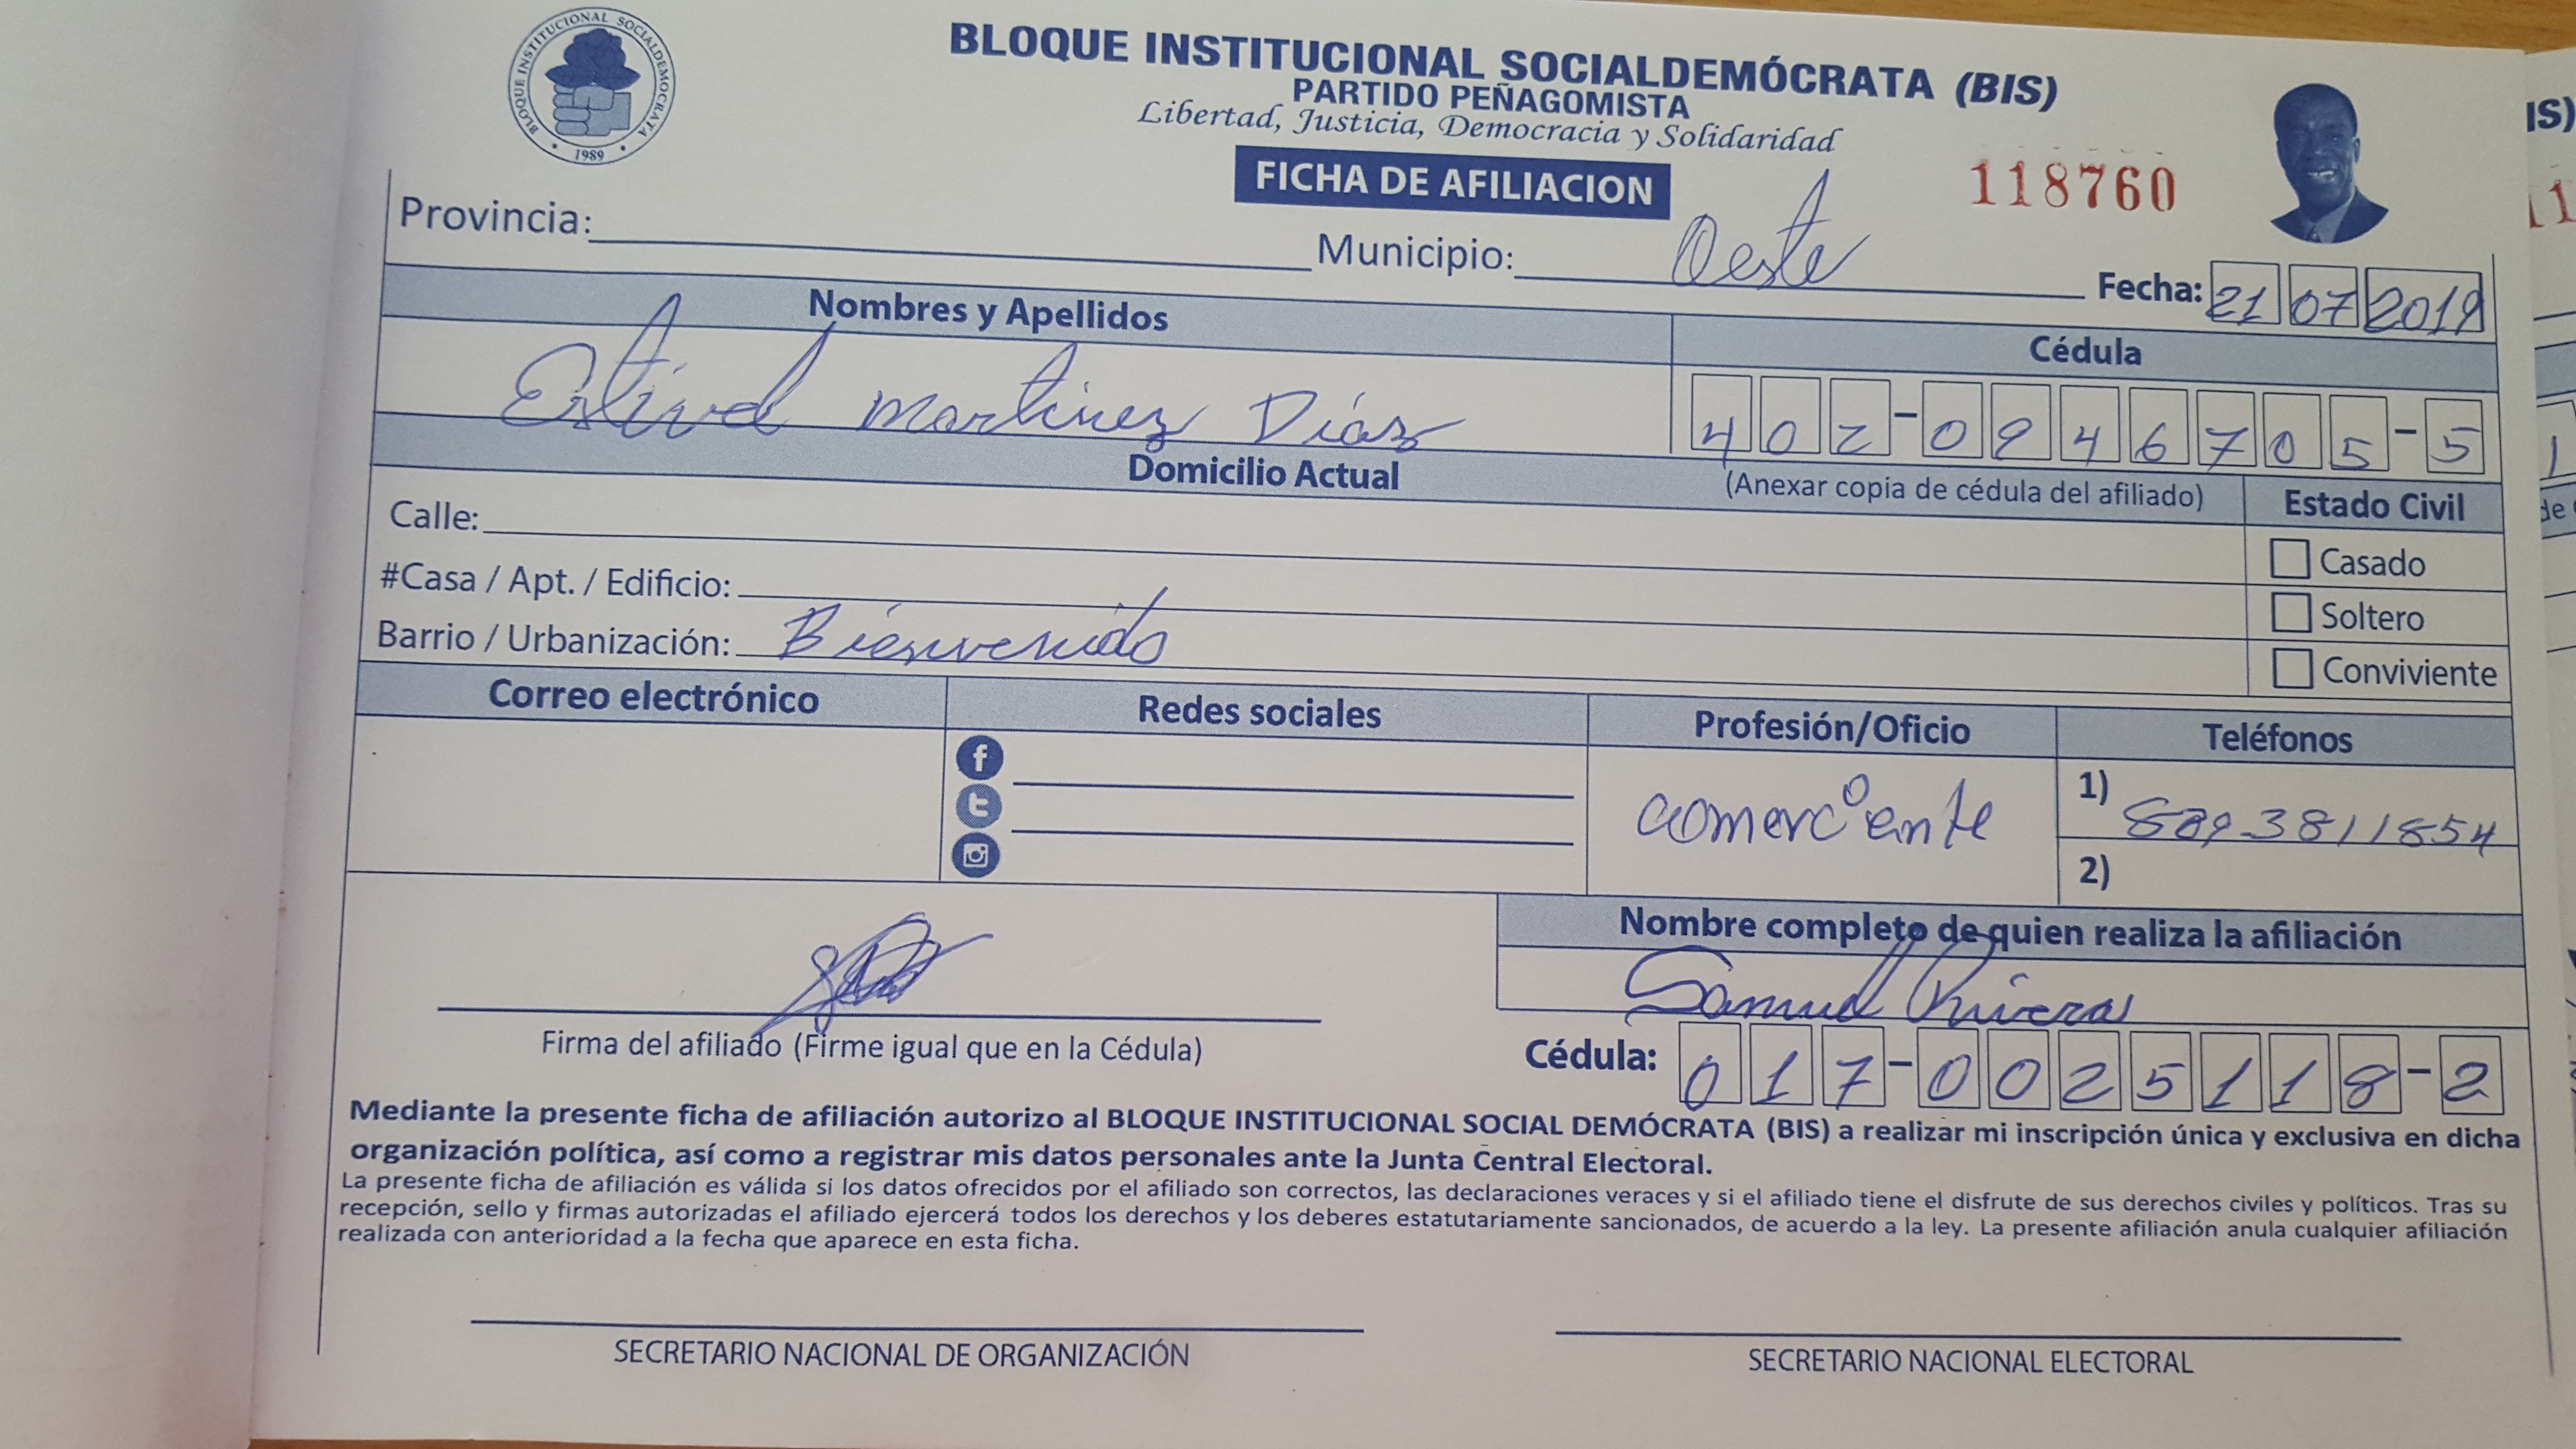 BLOQUE INSTITUCIONAL SOCIALDEMOCRATA
1989
BLOQUE INSTITUCIONAL SOCIALDEMÓCRATA (BIS)
PARTIDO PEÑAGOMISTA
Libertad, Justicia, Democracia y Solidaridad
FICHA DE AFILIACION
118760
Provincia:
Municipio: Oeste
Fecha: 21 07 2019
Nombres y Apellidos
Cédula
Estivel Martinez Díaz
402-0946705-5
Domicilio Actual
(Anexar copia de cédula del afiliado)
Estado Civil
Calle:
Casado
#Casa / Apt. / Edificio:
Soltero
Barrio / Urbanización: Bienvenido
Conviviente
Correo electrónico
Redes sociales
Profesión/Oficio
Teléfonos
comerciente
1) 8093811854
2)
Nombre completo de quien realiza la afiliación
Samuel Rivera
Firma del afiliado (Firme igual que en la Cédula)
Cédula: 017-0025118-2
Mediante la presente ficha de afiliación autorizo al BLOQUE INSTITUCIONAL SOCIAL DEMÓCRATA (BIS) a realizar mi inscripción única y exclusiva en dicha
organización política, así como a registrar mis datos personales ante la Junta Central Electoral.
La presente ficha de afiliación es válida si los datos ofrecidos por el afiliado son correctos, las declaraciones veraces y si el afiliado tiene el disfrute de sus derechos civiles y políticos. Tras su
recepción, sello y firmas autorizadas el afiliado ejercerá todos los derechos y los deberes estatutariamente sancionados, de acuerdo a la ley. La presente afiliación anula cualquier afiliación
realizada con anterioridad a la fecha que aparece en esta ficha.
SECRETARIO NACIONAL DE ORGANIZACIÓN
SECRETARIO NACIONAL ELECTORAL